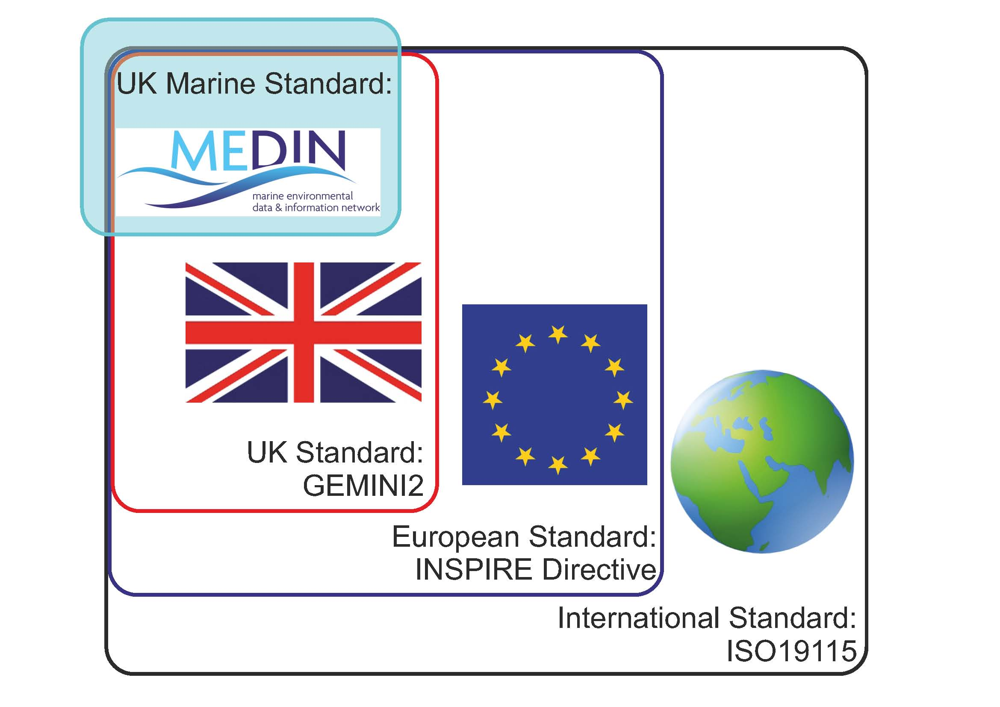 UK Marine Standard:
MEDIN
marine environmental
data & information network
UK Standard:
GEMINI2
European Standard:
INSPIRE Directive
International Standard:
ISO19115